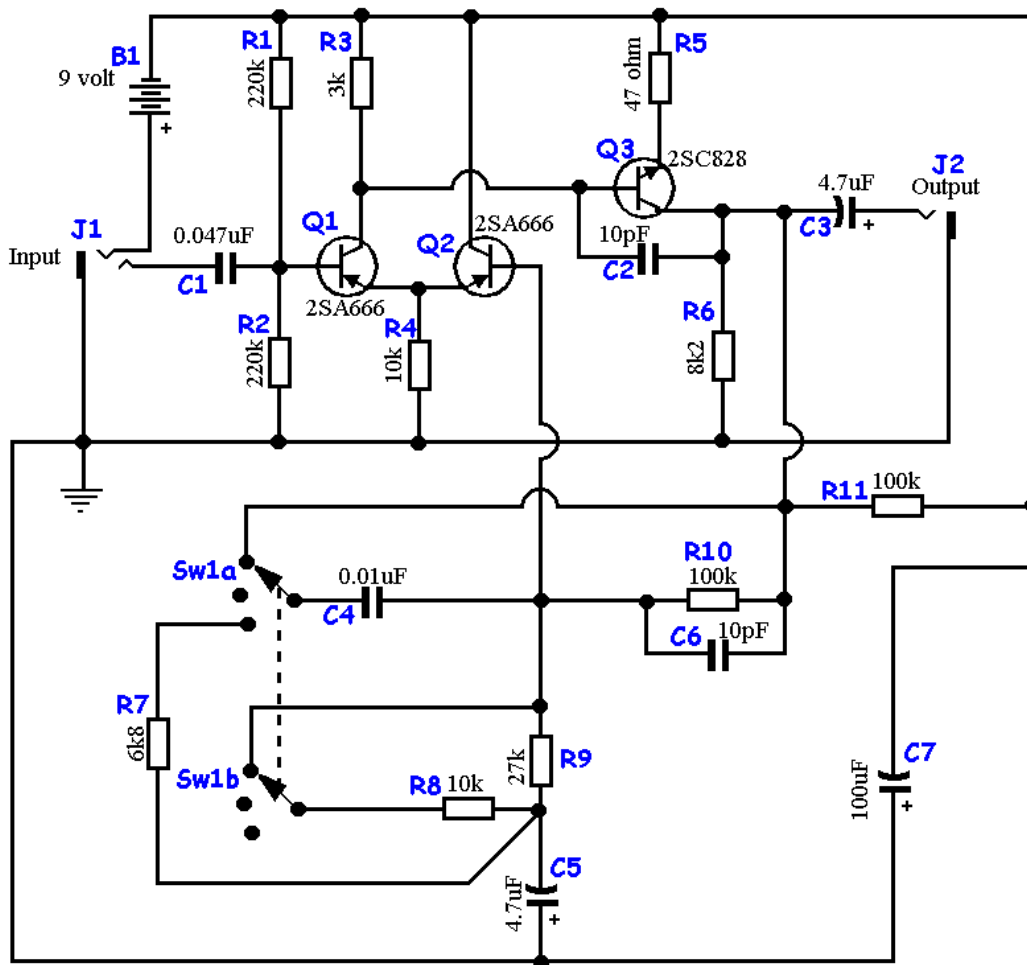 B1
9 volt
+
R1
220k
R3
3k
R5
47 ohm
Q3
2SC828
J2
Output
4.7uF
C3
+
J1
Input
0.047uF
C1
Q1
2SA666
Q2
2SA666
10pF
C2
R2
220k
R4
10k
R6
8k2
R11
100k
Sw1a
0.01uF
C4
R10
100k
C6
10pF
R7
6k8
Sw1b
R8
10k
27k
R9
C7
100uF
+
C5
4.7uF
+